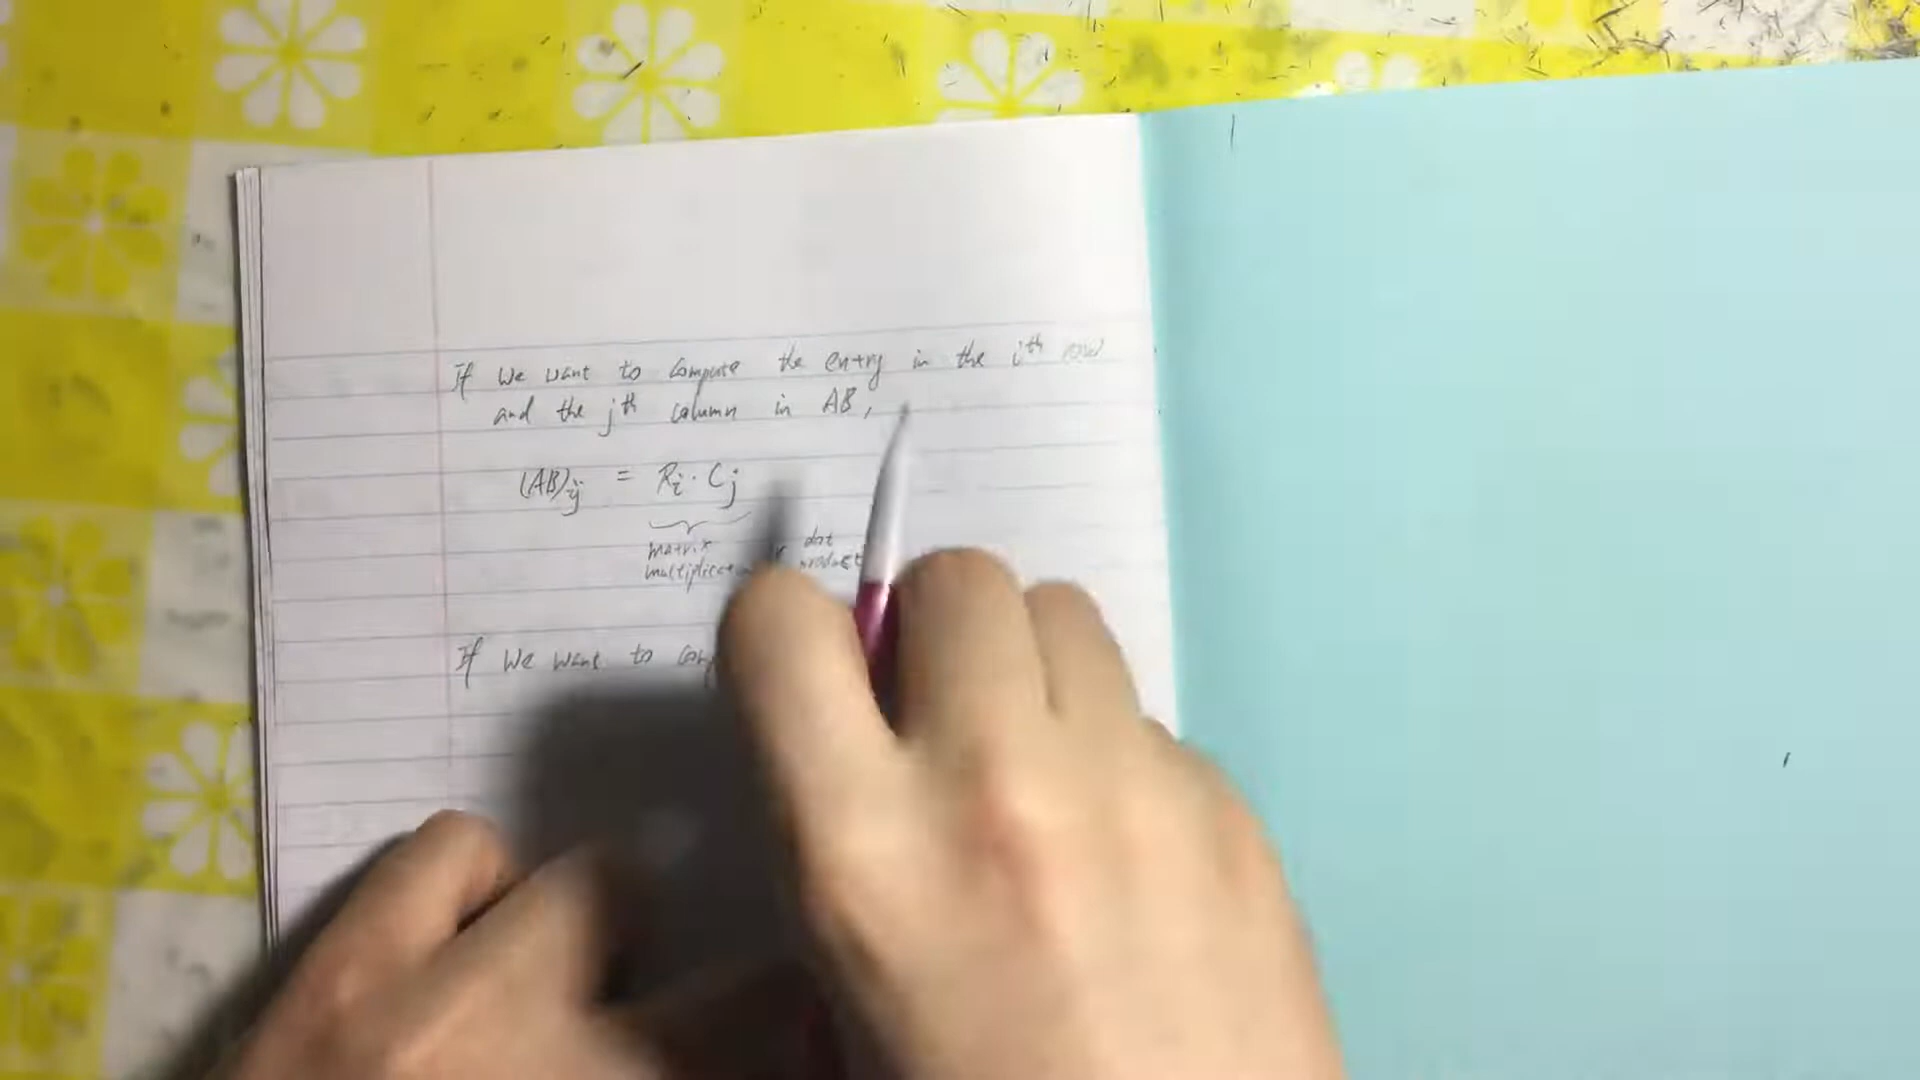 If we want to compute the entry in the ith row
and the jth column in AB,
(AB)ij = Ri · Cj
matrix dot
product
If we want to